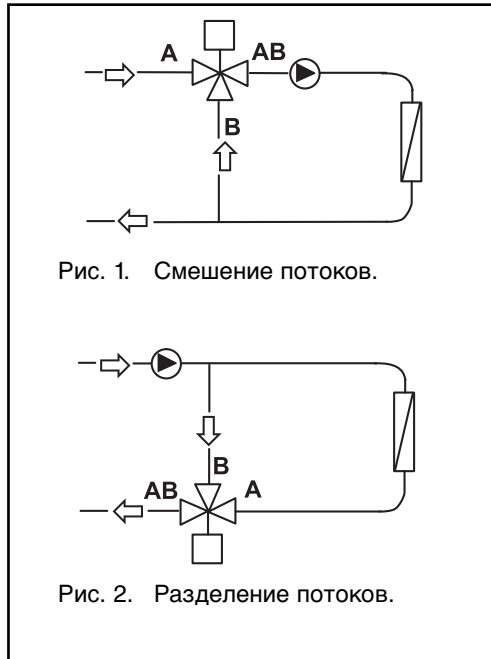 A AB
B
Рис. 1. Смешение потоков.
B
AB A
Рис. 2. Разделение потоков.